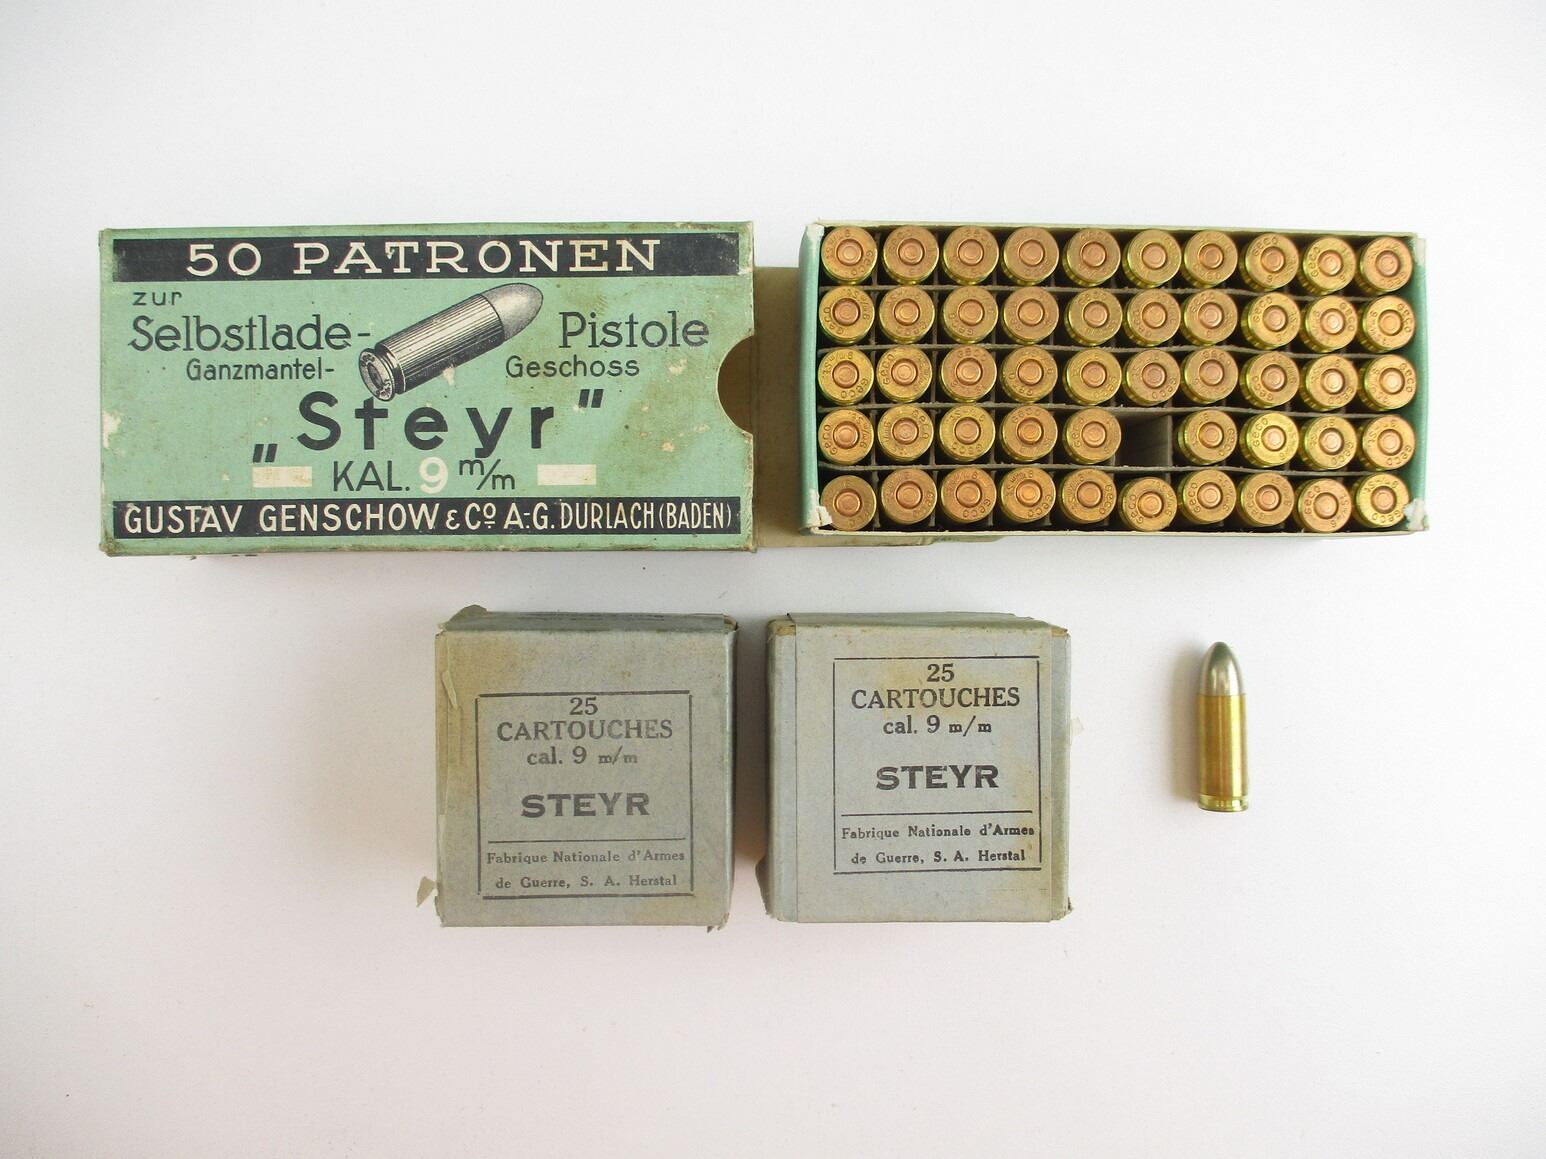 50 PATRONEN
zur
Selbstlade- Pistole
Ganzmantel- Geschoss
„Steyr"
KAL. 9 m/m
GUSTAV GENSCHOW & Co A.-G. DURLACH (BADEN)
25
CARTOUCHES
cal. 9 m/m
STEYR
Fabrique Nationale d'Armes
de Guerre, S. A. Herstal
25
CARTOUCHES
cal. 9 m/m
STEYR
Fabrique Nationale d'Armes
de Guerre, S. A. Herstal